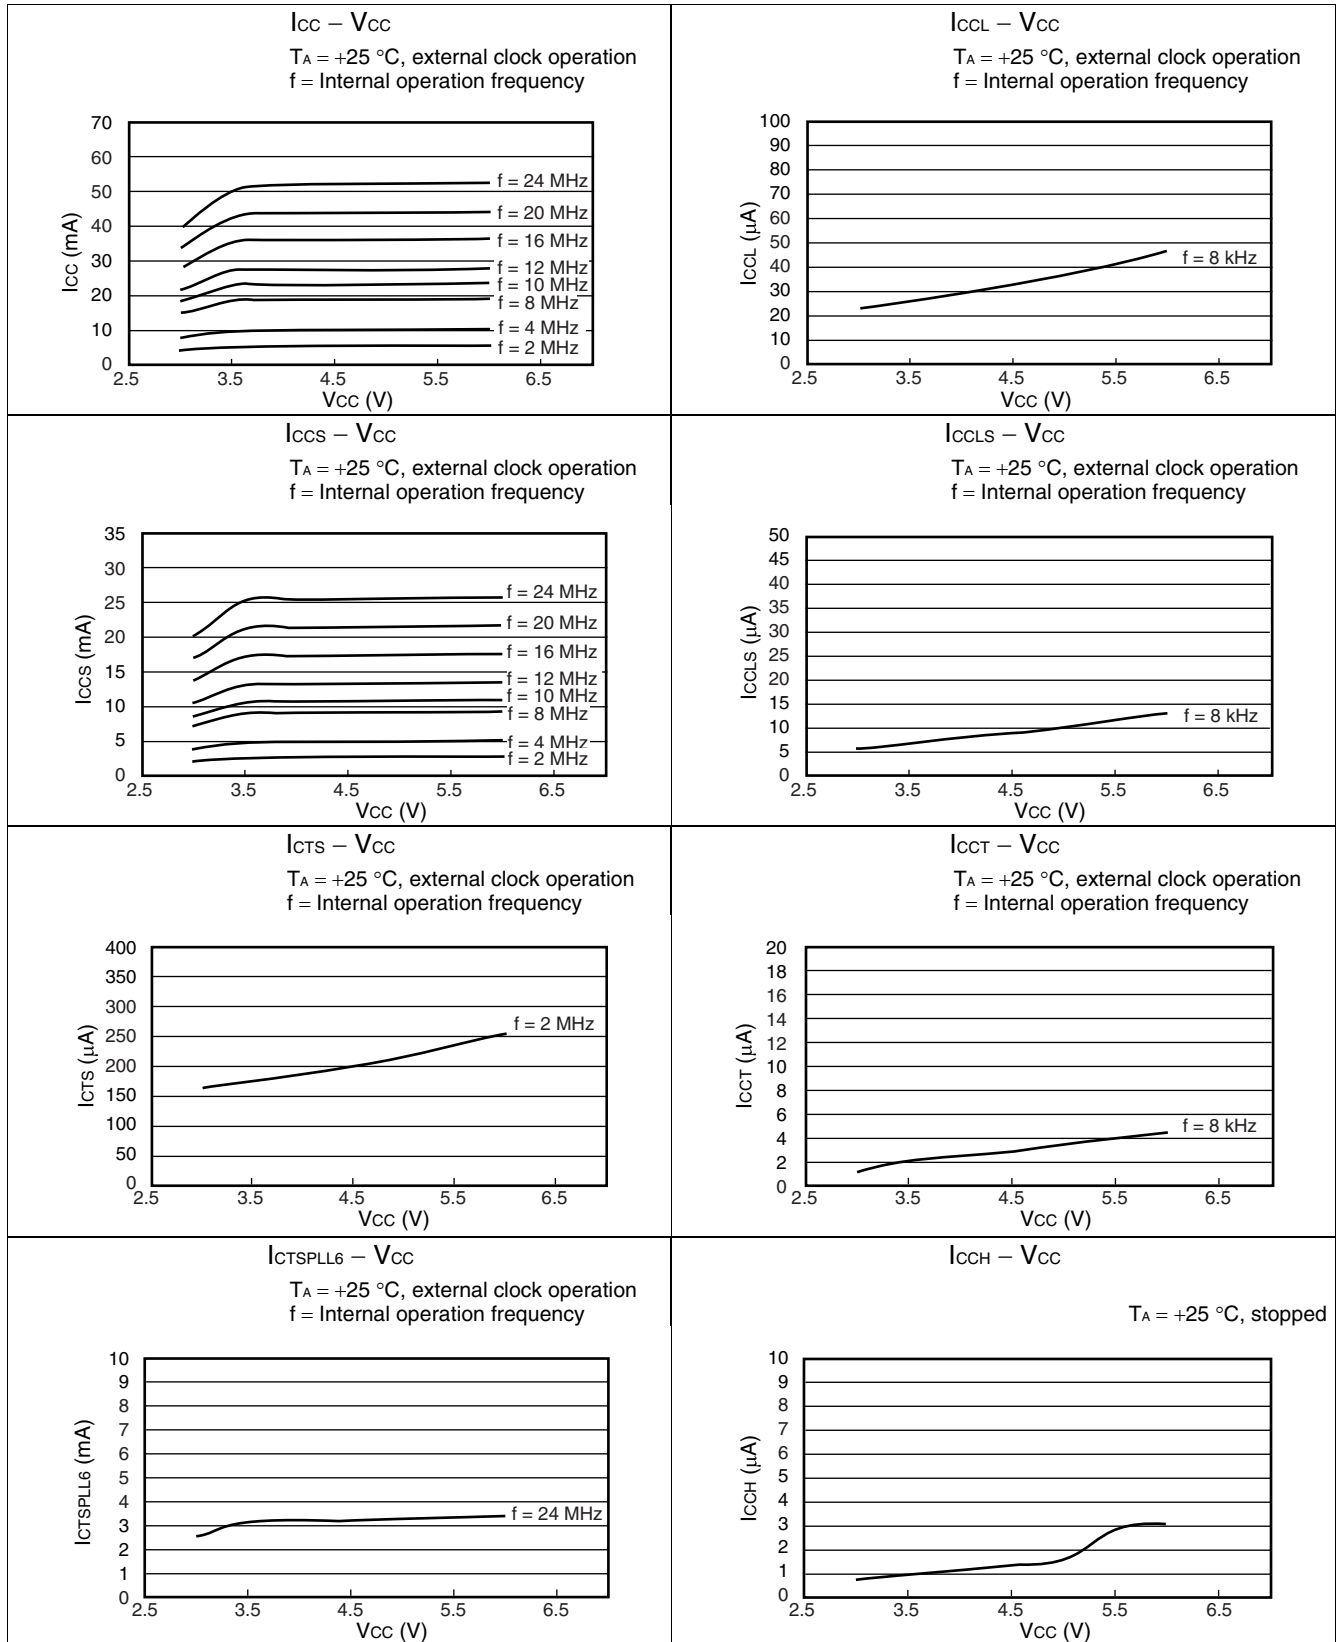 ICC – VCC
TA = +25 °C, external clock operation
f = Internal operation frequency
70
60
50
40
30
20
10
0
ICC (mA)
f = 24 MHz
f = 20 MHz
f = 16 MHz
f = 12 MHz
f = 10 MHz
f = 8 MHz
f = 4 MHz
f = 2 MHz
2.5 3.5 4.5 5.5 6.5
VCC (V)
ICCL – VCC
TA = +25 °C, external clock operation
f = Internal operation frequency
100
90
80
70
60
50
40
30
20
10
0
ICCL (μA)
f = 8 kHz
2.5 3.5 4.5 5.5 6.5
VCC (V)
ICCS – VCC
TA = +25 °C, external clock operation
f = Internal operation frequency
35
30
25
20
15
10
5
0
ICCS (mA)
f = 24 MHz
f = 20 MHz
f = 16 MHz
f = 12 MHz
f = 10 MHz
f = 8 MHz
f = 4 MHz
f = 2 MHz
2.5 3.5 4.5 5.5 6.5
VCC (V)
ICCLS – VCC
TA = +25 °C, external clock operation
f = Internal operation frequency
50
45
40
35
30
25
20
15
10
5
0
ICCLS (μA)
f = 8 kHz
2.5 3.5 4.5 5.5 6.5
VCC (V)
ICTS – VCC
TA = +25 °C, external clock operation
f = Internal operation frequency
400
350
300
250
200
150
100
50
0
ICTS (μA)
f = 2 MHz
2.5 3.5 4.5 5.5 6.5
VCC (V)
ICCT – VCC
TA = +25 °C, external clock operation
f = Internal operation frequency
20
18
16
14
12
10
8
6
4
2
0
ICCT (μA)
f = 8 kHz
2.5 3.5 4.5 5.5 6.5
VCC (V)
ICTSPLL6 – VCC
TA = +25 °C, external clock operation
f = Internal operation frequency
10
9
8
7
6
5
4
3
2
1
0
ICTSPLL6 (mA)
f = 24 MHz
2.5 3.5 4.5 5.5 6.5
VCC (V)
ICCH – VCC
TA = +25 °C, stopped
10
9
8
7
6
5
4
3
2
1
0
ICCH (μA)
2.5 3.5 4.5 5.5 6.5
VCC (V)